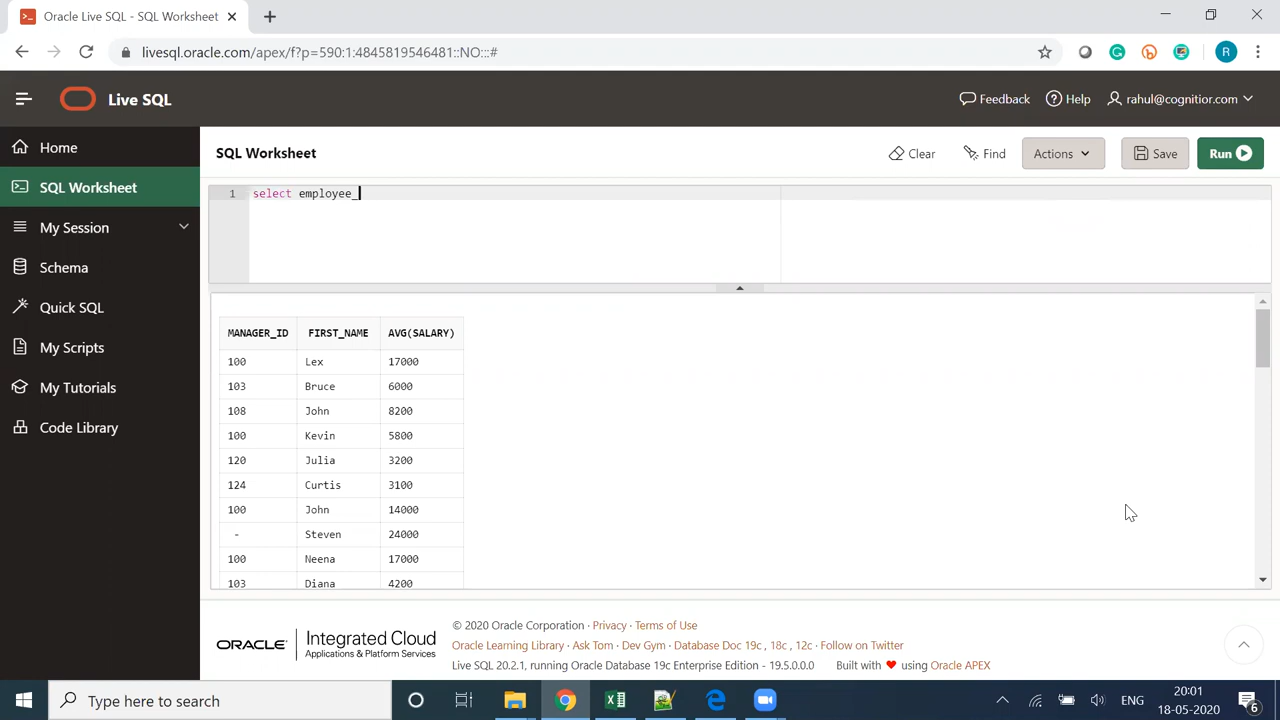 Oracle Live SQL - SQL Worksheet
livesql.oracle.com/apex/f?p=590:1:4845819546481::NO:::#
R
Live SQL
Feedback
Help
rahul@cognitior.com
Home
SQL Worksheet
My Session
Schema
Quick SQL
My Scripts
My Tutorials
Code Library
SQL Worksheet
Clear
Find
Actions
Save
Run
1 select employee_
MANAGER_ID FIRST_NAME AVG(SALARY)
100 Lex 17000
103 Bruce 6000
108 John 8200
100 Kevin 5800
120 Julia 3200
124 Curtis 3100
100 John 14000
- Steven 24000
100 Neena 17000
103 Diana 4200
ORACLE Integrated Cloud
Applications & Platform Services
© 2020 Oracle Corporation · Privacy · Terms of Use
Oracle Learning Library · Ask Tom · Dev Gym · Database Doc 19c , 18c , 12c · Follow on Twitter
Live SQL 20.2.1, running Oracle Database 19c Enterprise Edition - 19.5.0.0.0 Built with ♥ using Oracle APEX
Type here to search
ENG
20:01
18-05-2020
6